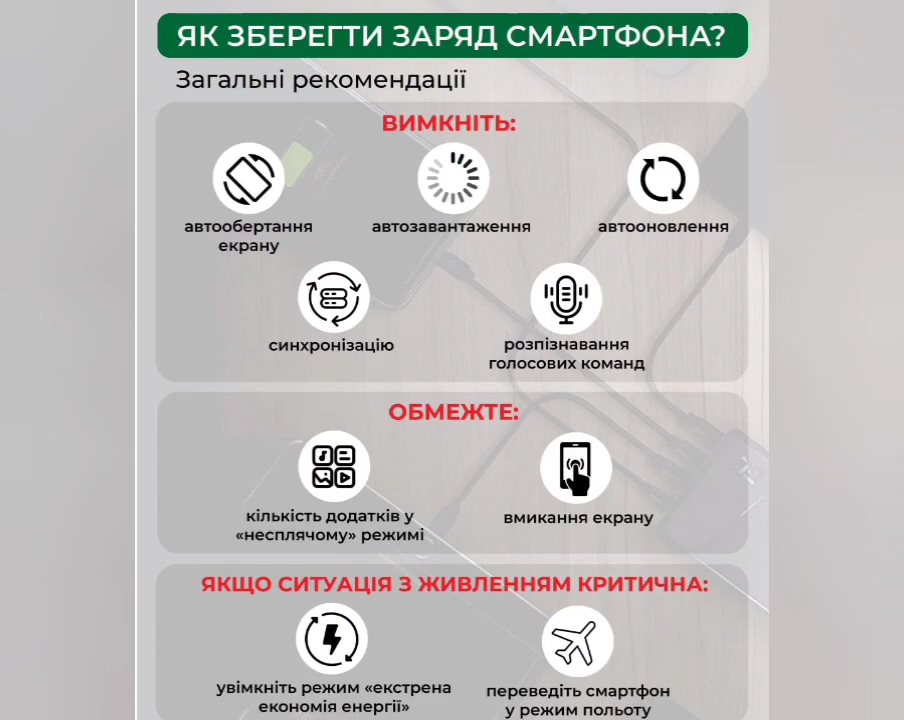 ЯК ЗБЕРЕГТИ ЗАРЯД СМАРТФОНА?
Загальні рекомендації
ВИМКНІТЬ:
автообертання
екрану
автозавантаження
автооновлення
синхронізацію
розпізнавання
голосових команд
ОБМЕЖТЕ:
кількість додатків у
«несплячому» режимі
вмикання екрану
ЯКЩО СИТУАЦІЯ З ЖИВЛЕННЯМ КРИТИЧНА:
увімкніть режим «екстрена
економія енергії»
переведіть смартфон
у режим польоту